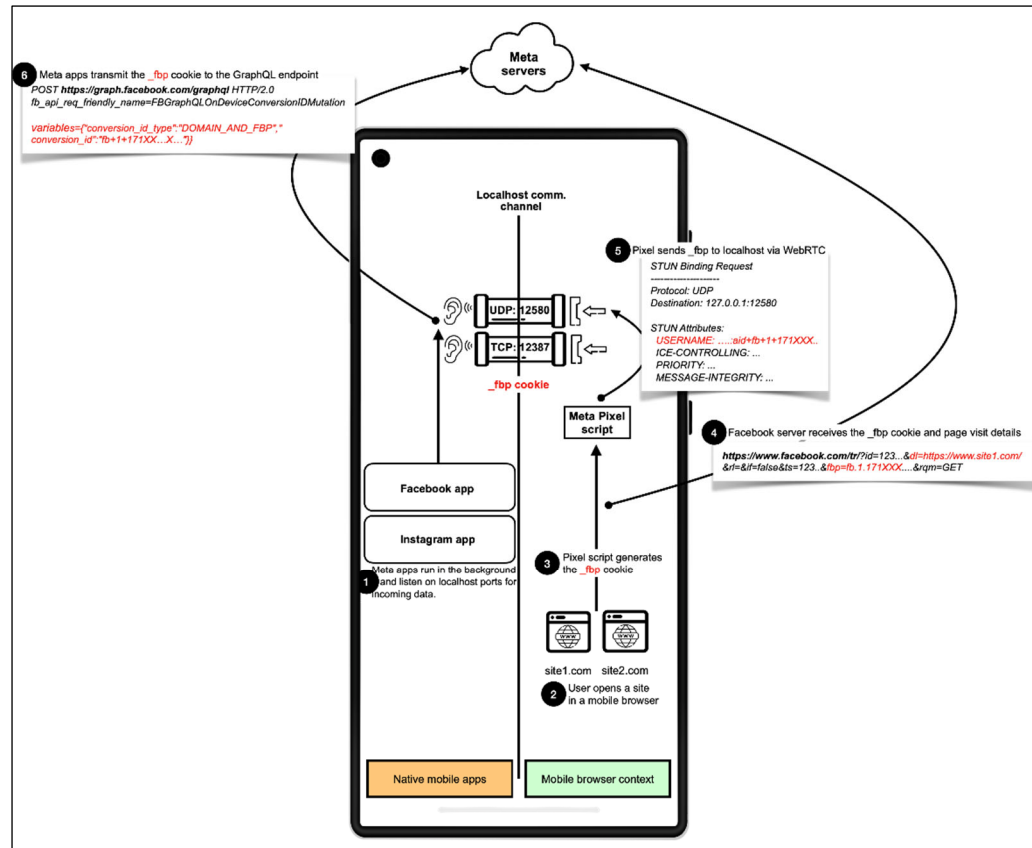 Meta
servers
6 Meta apps transmit the _fbp cookie to the GraphQL endpoint
POST https://graph.facebook.com/graphql HTTP/2.0
fb_api_req_friendly_name=FBGraphQLOnDeviceConversionIDMutation
variables={"conversion_id_type":"DOMAIN_AND_FBP","
conversion_id":"fb+1+171XX...X..."}}
Localhost comm.
channel
5 Pixel sends _fbp to localhost via WebRTC
STUN Binding Request
----------------------
Protocol: UDP
Destination: 127.0.0.1:12580
STUN Attributes:
USERNAME: ....:aid+fb+1+171XXX..
ICE-CONTROLLING: ...
PRIORITY: ...
MESSAGE-INTEGRITY: ...
UDP: 12580
TCP: 12387
_fbp cookie
Meta Pixel
script
4 Facebook server receives the _fbp cookie and page visit details
https://www.facebook.com/tr/?id=123...&dl=https://www.site1.com/
&rl=&if=false&ts=123..&fbp=fb.1.171XXX....&rqm=GET
Facebook app
Instagram app
1 Meta apps run in the background
and listen on localhost ports for
incoming data.
3 Pixel script generates
the _fbp cookie
WWW WWW
site1.com site2.com
2 User opens a site
in a mobile browser
Native mobile apps
Mobile browser context